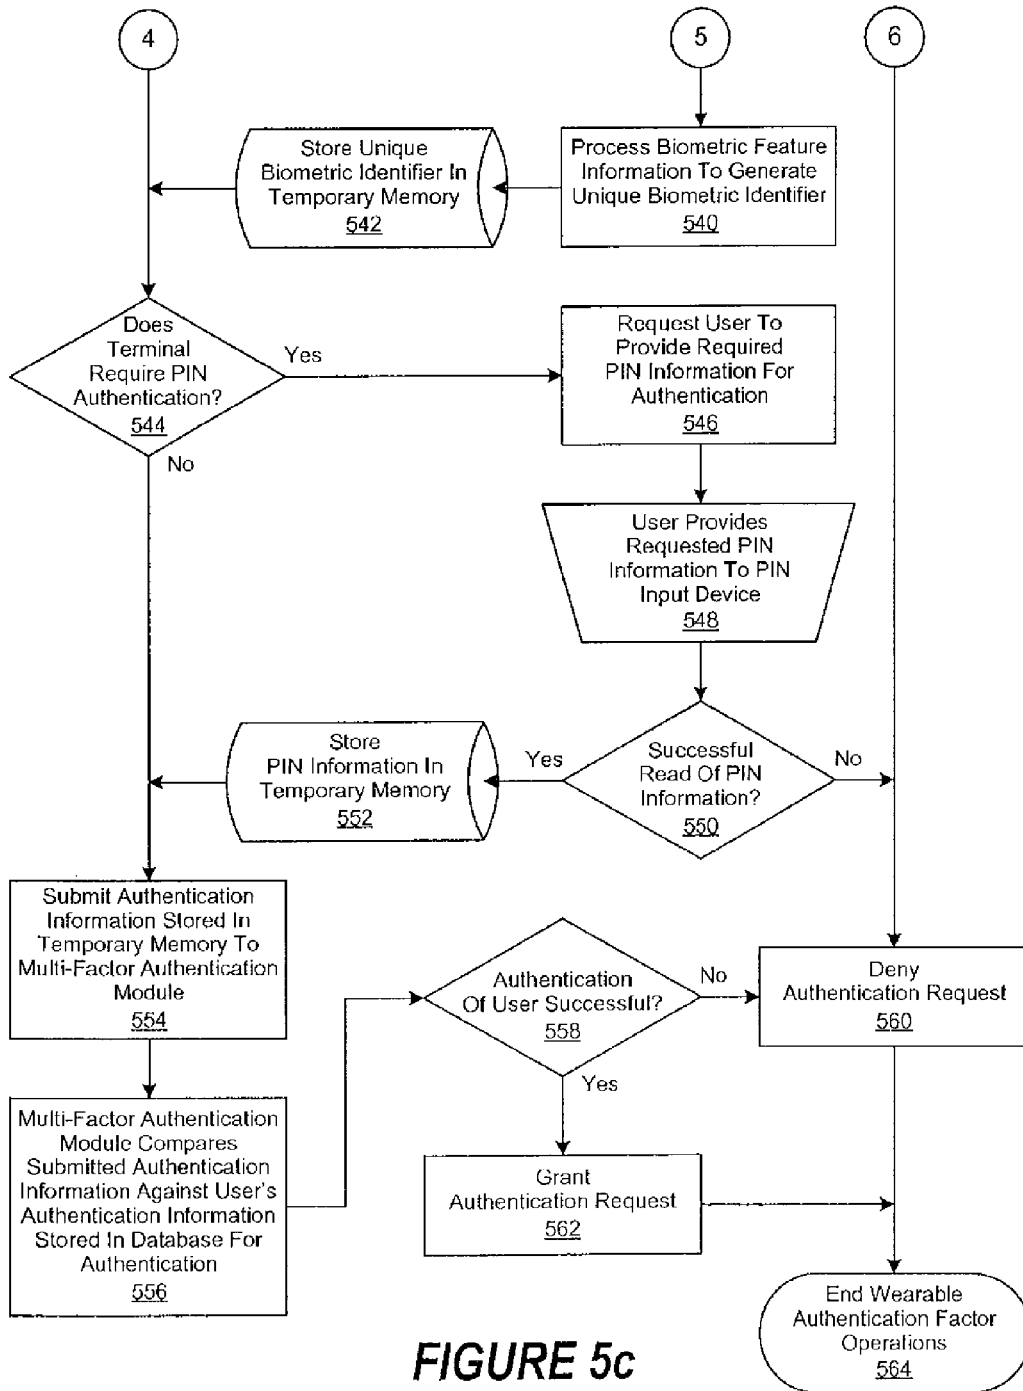 4
5
6
Store Unique
Biometric Identifier In
Temporary Memory
542
Process Biometric Feature
Information To Generate
Unique Biometric Identifier
540
Does
Terminal
Require PIN
Authentication?
544
Yes
No
Request User To
Provide Required
PIN Information For
Authentication
546
User Provides
Requested PIN
Information To PIN
Input Device
548
Store
PIN Information In
Temporary Memory
552
Yes
Successful
Read Of PIN
Information?
550
No
Submit Authentication
Information Stored In
Temporary Memory To
Multi-Factor Authentication
Module
554
Authentication
Of User Successful?
558
No
Yes
Deny
Authentication Request
560
Multi-Factor Authentication
Module Compares
Submitted Authentication
Information Against User's
Authentication Information
Stored In Database For
Authentication
556
Grant
Authentication Request
562
End Wearable
Authentication Factor
Operations
564
FIGURE 5c